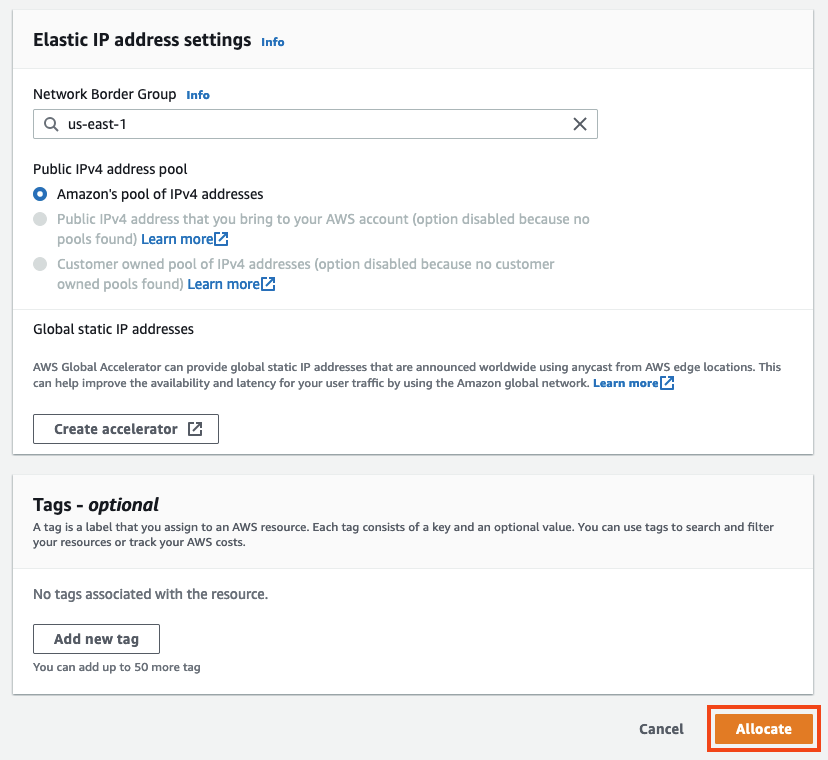 Elastic IP address settings Info
Network Border Group Info
us-east-1
Public IPv4 address pool
Amazon's pool of IPv4 addresses
Public IPv4 address that you bring to your AWS account (option disabled because no
pools found) Learn more
Customer owned pool of IPv4 addresses (option disabled because no customer
owned pools found) Learn more
Global static IP addresses
AWS Global Accelerator can provide global static IP addresses that are announced worldwide using anycast from AWS edge locations. This
can help improve the availability and latency for your user traffic by using the Amazon global network. Learn more
Create accelerator
Tags - optional
A tag is a label that you assign to an AWS resource. Each tag consists of a key and an optional value. You can use tags to search and filter
your resources or track your AWS costs.
No tags associated with the resource.
Add new tag
You can add up to 50 more tag
Cancel Allocate